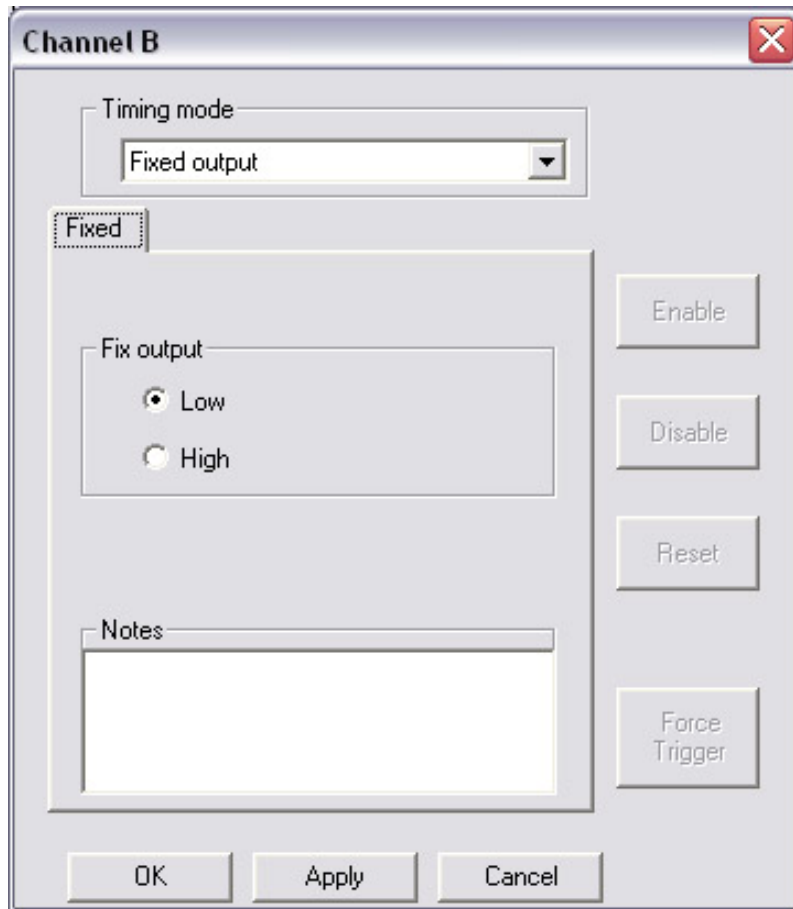 Channel B
Timing mode
Fixed output
Fixed
Enable
Fix output
Low
Disable
High
Reset
Notes
Force
Trigger
OK
Apply
Cancel